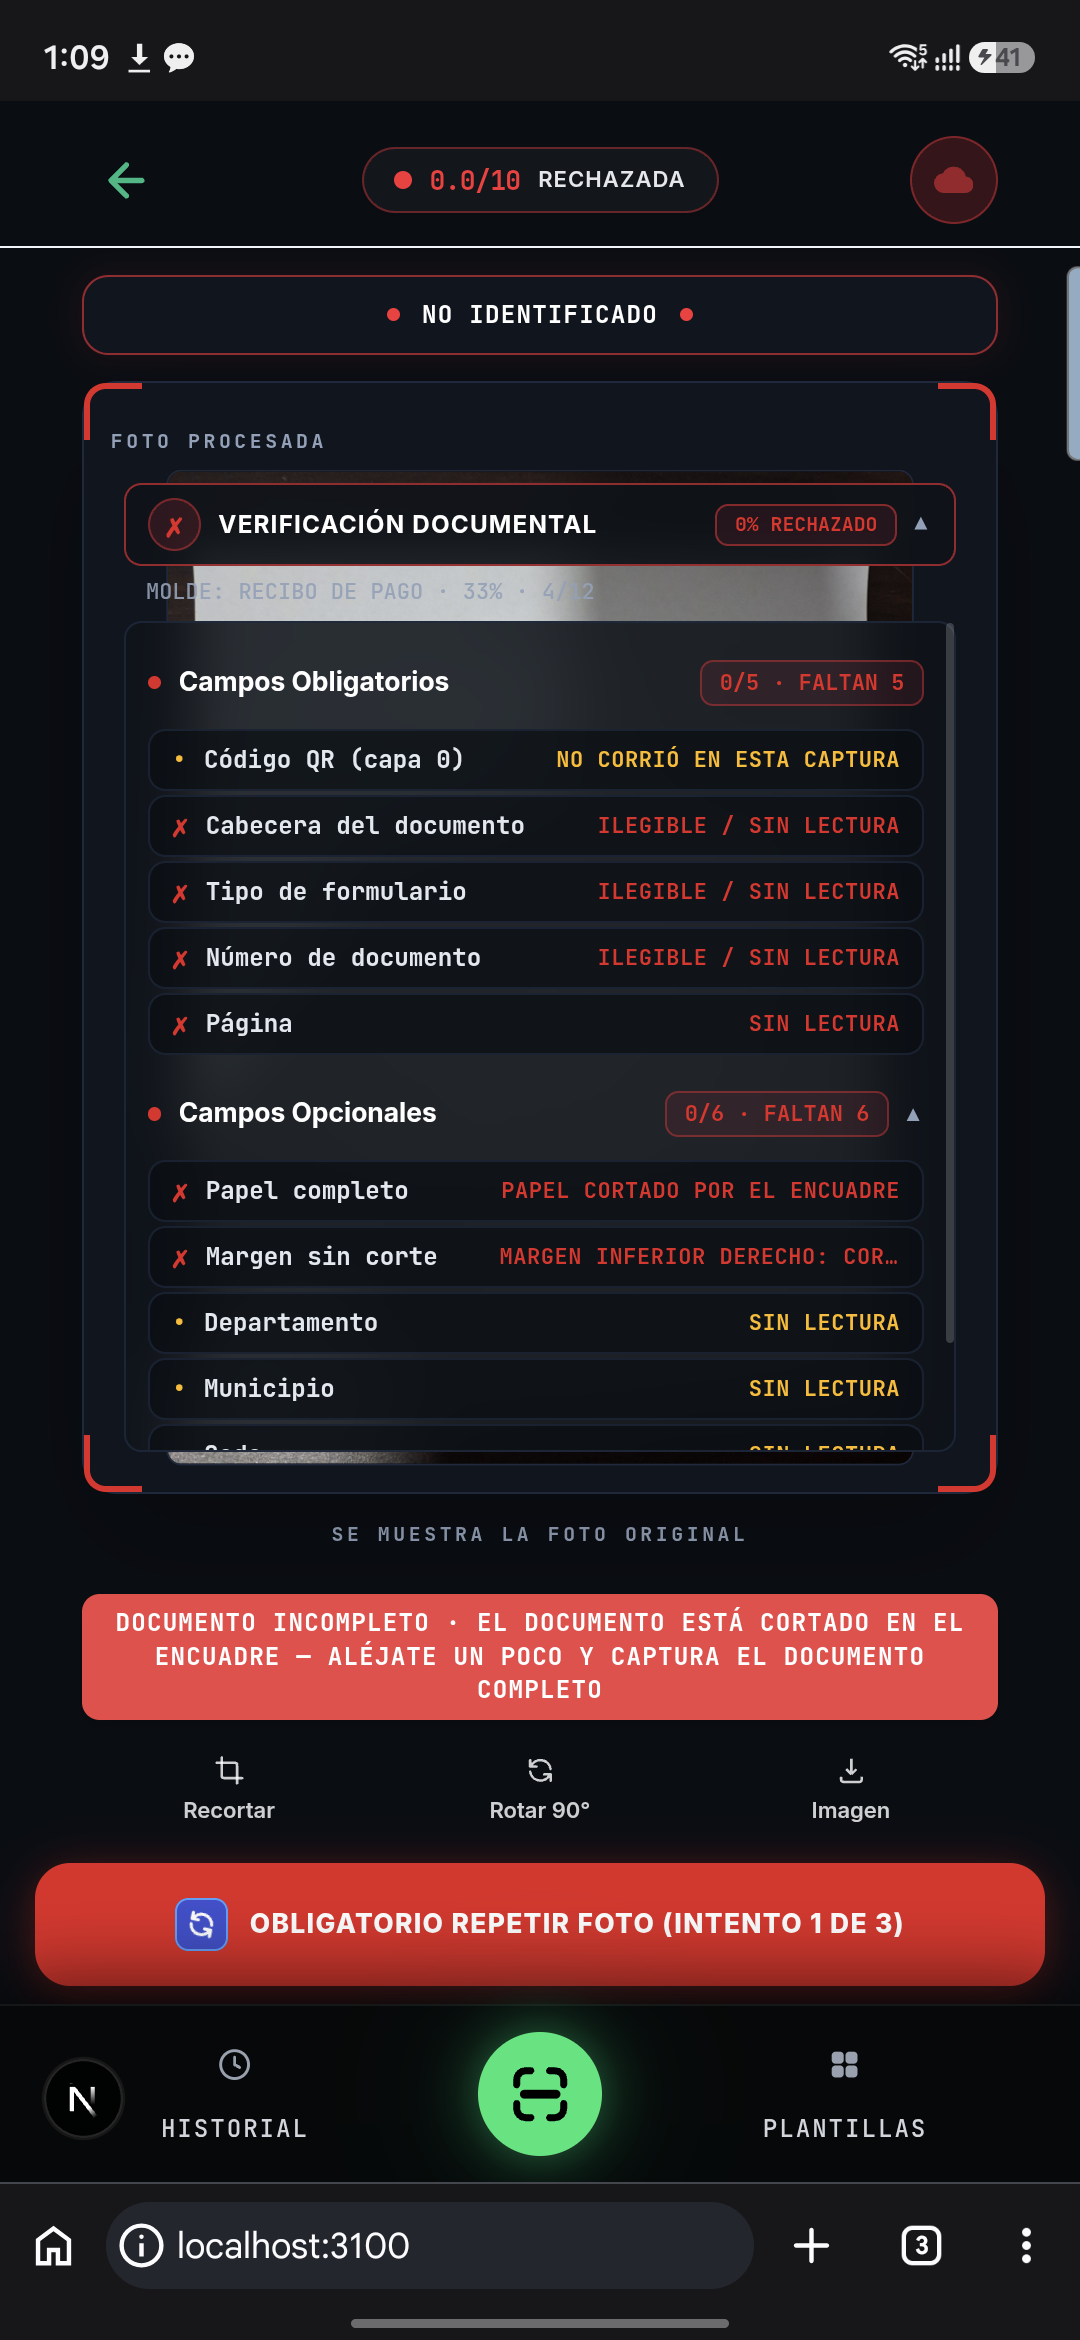 1:09
5
41
0.0/10 RECHAZADA
NO IDENTIFICADO
FOTO PROCESADA
✗ VERIFICACIÓN DOCUMENTAL 0% RECHAZADO ▲
MOLDE: RECIBO DE PAGO · 33% · 4/12
Campos Obligatorios 0/5 · FALTAN 5
• Código QR (capa 0) NO CORRIÓ EN ESTA CAPTURA
✗ Cabecera del documento ILEGIBLE / SIN LECTURA
✗ Tipo de formulario ILEGIBLE / SIN LECTURA
✗ Número de documento ILEGIBLE / SIN LECTURA
✗ Página SIN LECTURA
Campos Opcionales 0/6 · FALTAN 6 ▲
✗ Papel completo PAPEL CORTADO POR EL ENCUADRE
✗ Margen sin corte MARGEN INFERIOR DERECHO: COR…
• Departamento SIN LECTURA
• Municipio SIN LECTURA
SIN LECTURA
SE MUESTRA LA FOTO ORIGINAL
DOCUMENTO INCOMPLETO · EL DOCUMENTO ESTÁ CORTADO EN EL
ENCUADRE — ALÉJATE UN POCO Y CAPTURA EL DOCUMENTO
COMPLETO
Recortar Rotar 90° Imagen
OBLIGATORIO REPETIR FOTO (INTENTO 1 DE 3)
N
HISTORIAL PLANTILLAS
localhost:3100
3